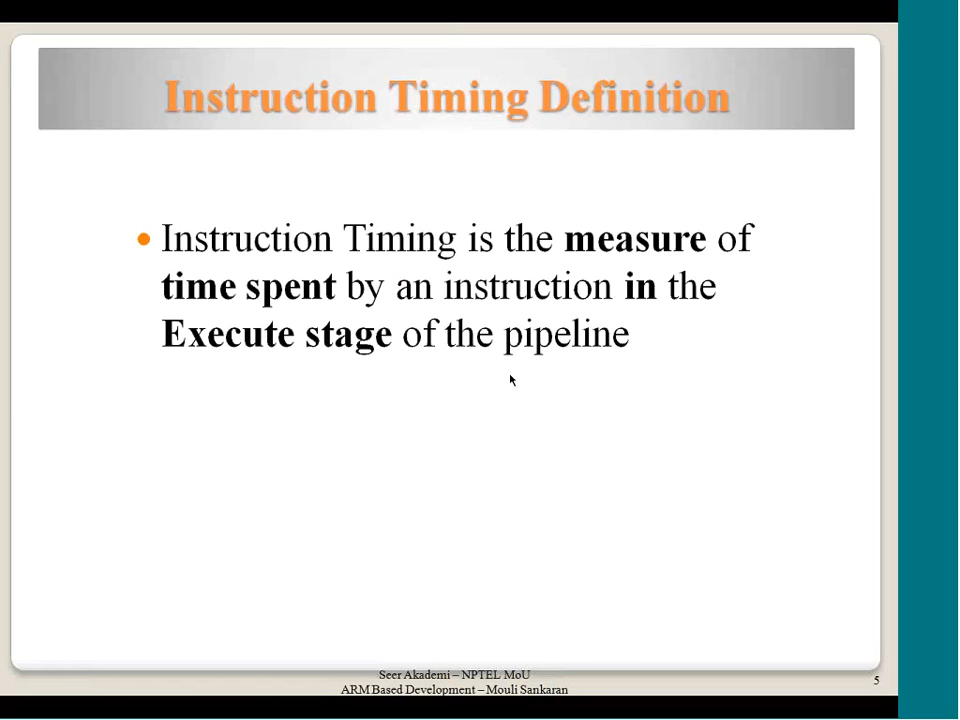 Instruction Timing Definition
• Instruction Timing is the measure of
time spent by an instruction in the
Execute stage of the pipeline
Seer Akademi – NPTEL MoU
ARM Based Development – Mouli Sankaran
5